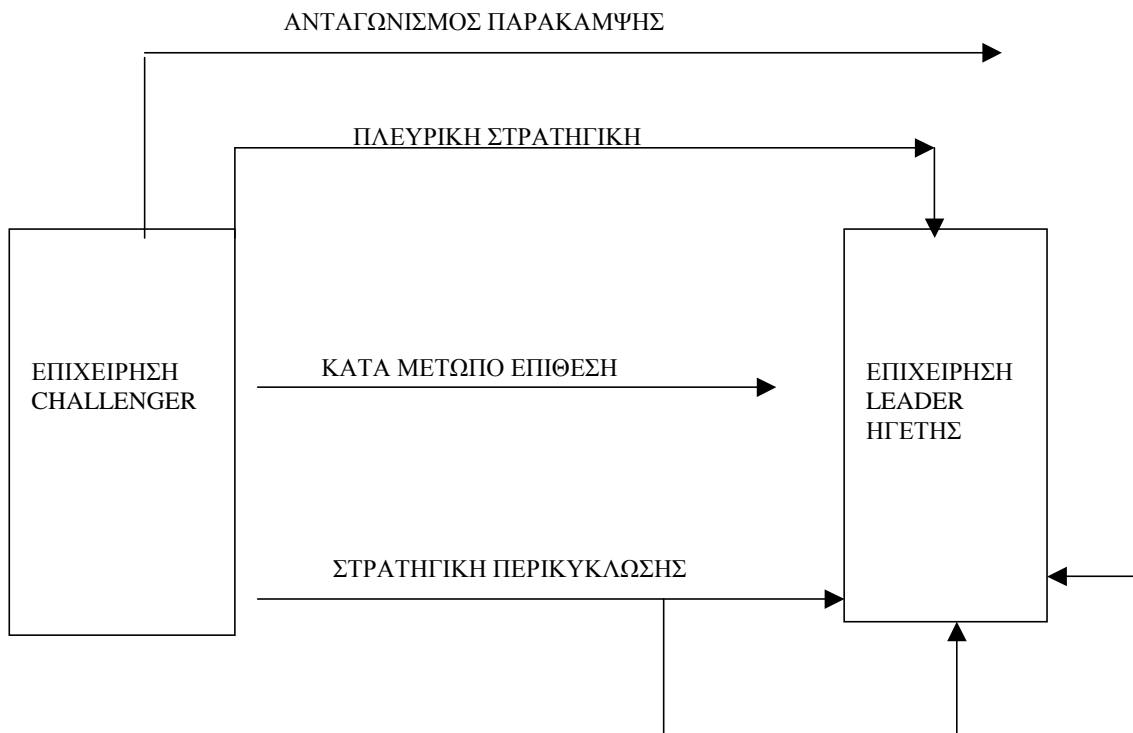 ΑΝΤΑΓΩΝΙΣΜΟΣ ΠΑΡΑΚΑΜΨΗΣ
ΠΛΕΥΡΙΚΗ ΣΤΡΑΤΗΓΙΚΗ
ΕΠΙΧΕΙΡΗΣΗ
CHALLENGER
ΚΑΤΑ ΜΕΤΩΠΟ ΕΠΙΘΕΣΗ
ΕΠΙΧΕΙΡΗΣΗ
LEADER
ΗΓΕΤΗΣ
ΣΤΡΑΤΗΓΙΚΗ ΠΕΡΙΚΥΚΛΩΣΗΣ